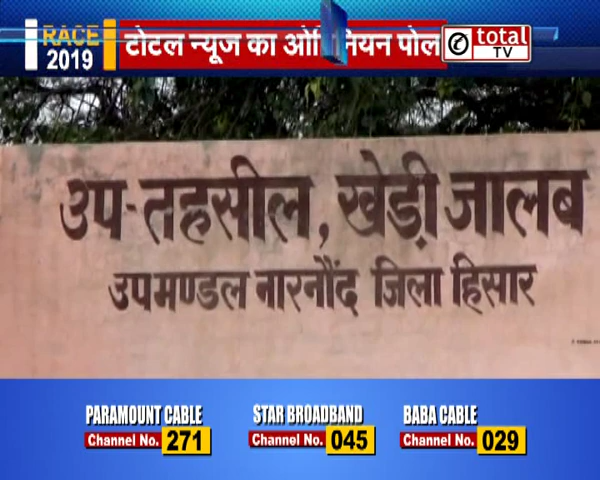 RACE
2019
टोटल न्यूज का ओपिनियन पोल
total
TV
उप-तहसील, खेड़ी जालब
उपमण्डल नारनौंद जिला हिसार
PARAMOUNT CABLE
Channel No. 271
STAR BROADBAND
Channel No. 045
BABA CABLE
Channel No. 029